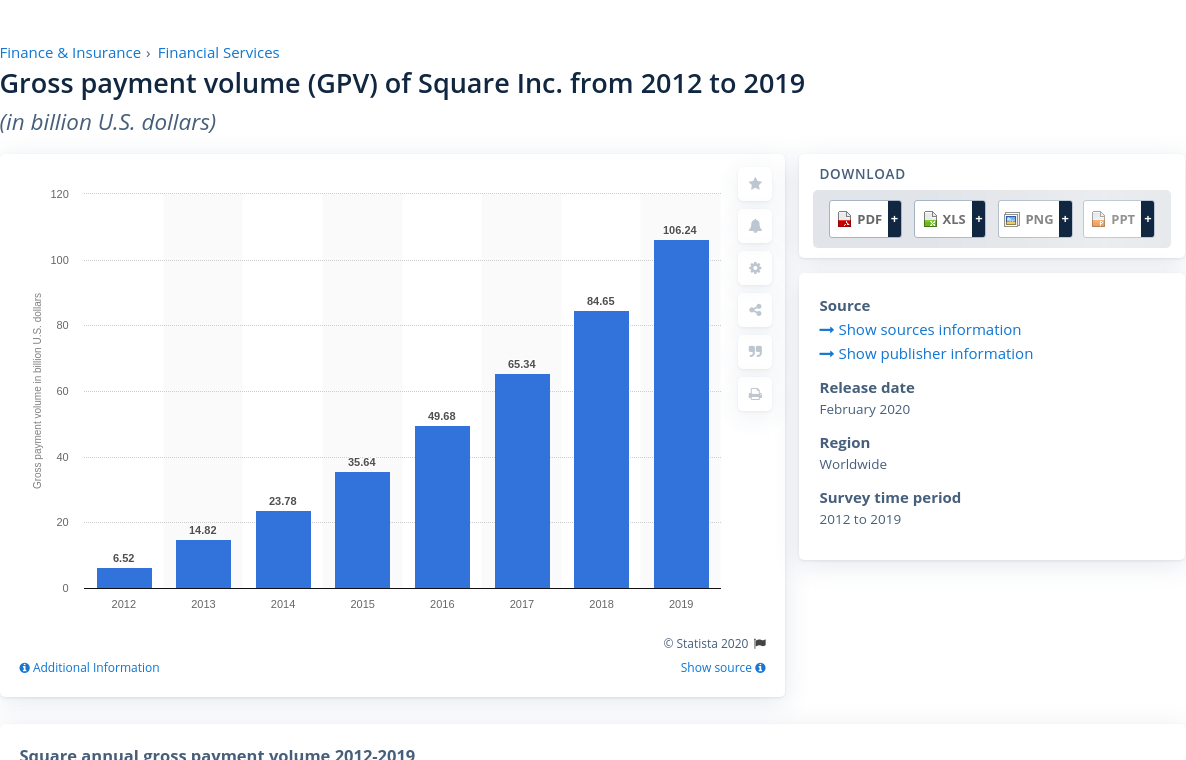 Finance & Insurance › Financial Services
Gross payment volume (GPV) of Square Inc. from 2012 to 2019
(in billion U.S. dollars)
Gross payment volume in billion U.S. dollars
120
100
80
60
40
20
0
6.52
14.82
23.78
35.64
49.68
65.34
84.65
106.24
2012 2013 2014 2015 2016 2017 2018 2019
© Statista 2020
Additional Information
Show source
DOWNLOAD
PDF + XLS + PNG + PPT +
Source
Show sources information
Show publisher information
Release date
February 2020
Region
Worldwide
Survey time period
2012 to 2019
Square annual gross payment volume 2012-2019